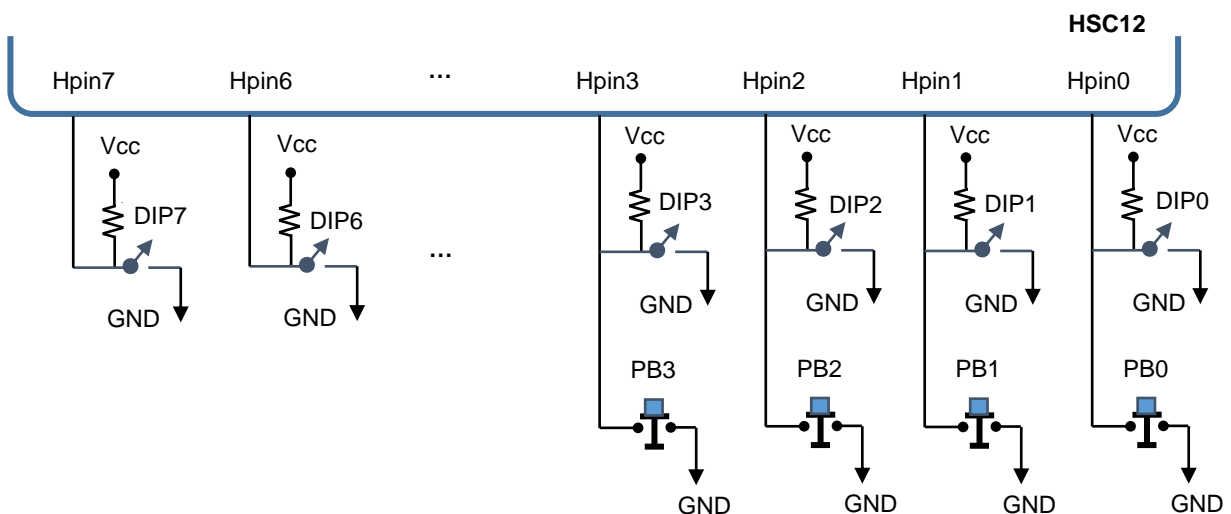 HSC12
Hpin7 Hpin6 ... Hpin3 Hpin2 Hpin1 Hpin0
Vcc Vcc Vcc Vcc Vcc Vcc
DIP7 DIP6 DIP3 DIP2 DIP1 DIP0
...
GND GND GND GND GND GND
PB3 PB2 PB1 PB0
GND GND GND GND